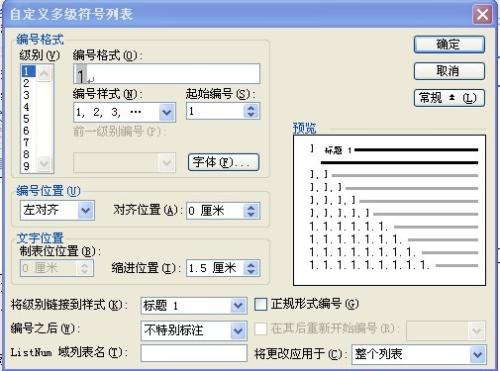 自定义多级符号列表
编号格式
级别(V)
编号格式(O):
1
2
3
4
5
6
7
8
9
1
编号样式(N):
起始编号(S):
1, 2, 3, …
1
前一级别编号(P):
字体(F)...
确定
取消
常规 (L)
预览
1 标题 1
1.1
1.1.1
1.1.1.1
1.1.1.1.1.
1.1.1.1.1.1.
1.1.1.1.1.1.1.
1.1.1.1.1.1.1.1.
编号位置(U)
左对齐
对齐位置(A):
0 厘米
文字位置
制表位位置(B):
0 厘米
缩进位置(I):
1.5 厘米
将级别链接到样式(K):
标题 1
正规形式编号(G)
编号之后(W):
不特别标注
在其后重新开始编号(R):
ListNum 域列表名(T):
将更改应用于(C):
整个列表